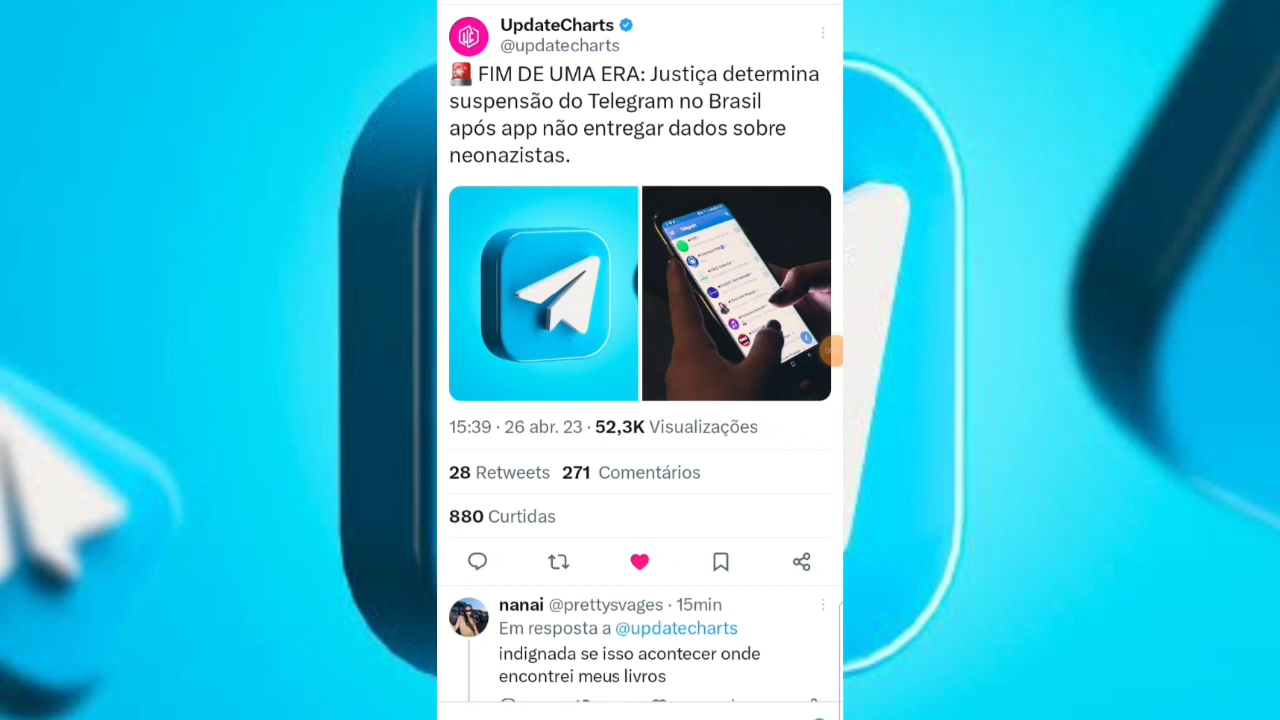 UpdateCharts
@updatecharts
🚨 FIM DE UMA ERA: Justiça determina
suspensão do Telegram no Brasil
após app não entregar dados sobre
neonazistas.
Telegram
15:39 · 26 abr. 23 · 52,3K Visualizações
28 Retweets 271 Comentários
880 Curtidas
nanai @prettysvages · 15min
Em resposta a @updatecharts
indignada se isso acontecer onde
encontrei meus livros